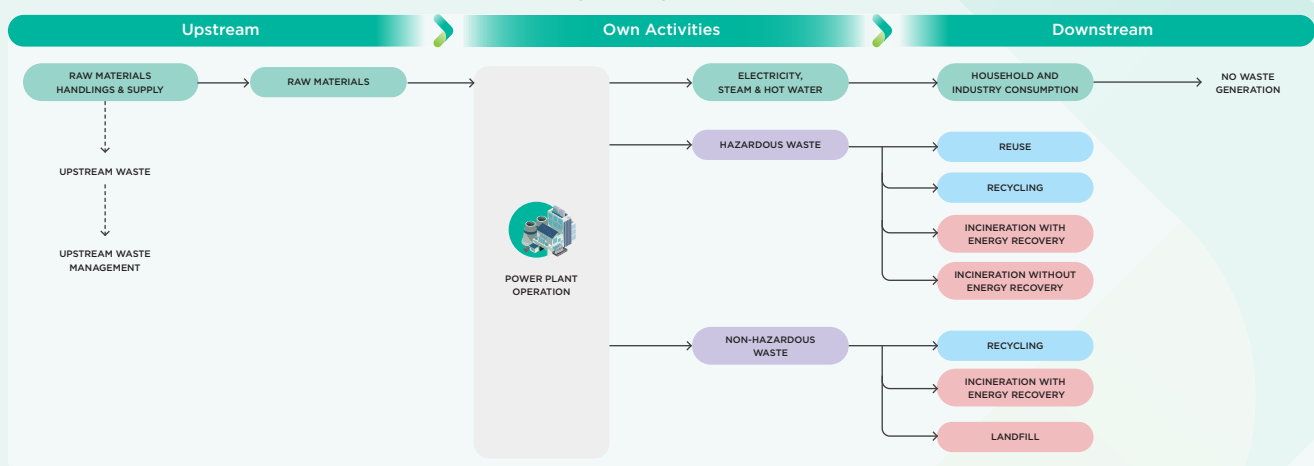 Upstream
Own Activities
Downstream
RAW MATERIALS
HANDLINGS & SUPPLY
RAW MATERIALS
ELECTRICITY,
STEAM & HOT WATER
HOUSEHOLD AND
INDUSTRY CONSUMPTION
NO WASTE
GENERATION
UPSTREAM WASTE
UPSTREAM WASTE
MANAGEMENT
POWER PLANT
OPERATION
HAZARDOUS WASTE
REUSE
RECYCLING
INCINERATION WITH
ENERGY RECOVERY
INCINERATION WITHOUT
ENERGY RECOVERY
NON-HAZARDOUS
WASTE
RECYCLING
INCINERATION WITH
ENERGY RECOVERY
LANDFILL